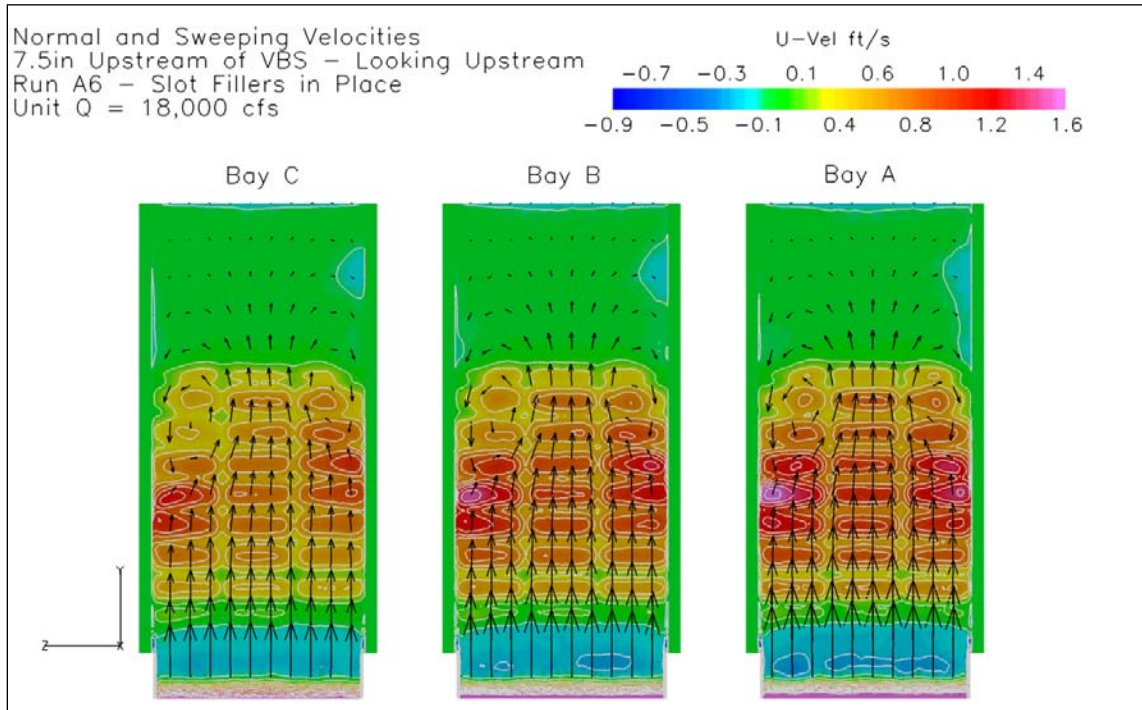 Normal and Sweeping Velocities
7.5in Upstream of VBS – Looking Upstream
Run A6 – Slot Fillers in Place
Unit Q = 18,000 cfs
U-Vel ft/s
-0.7 -0.3 0.1 0.6 1.0 1.4
-0.9 -0.5 -0.1 0.4 0.8 1.2 1.6
Bay C Bay B Bay A
Y
Z X